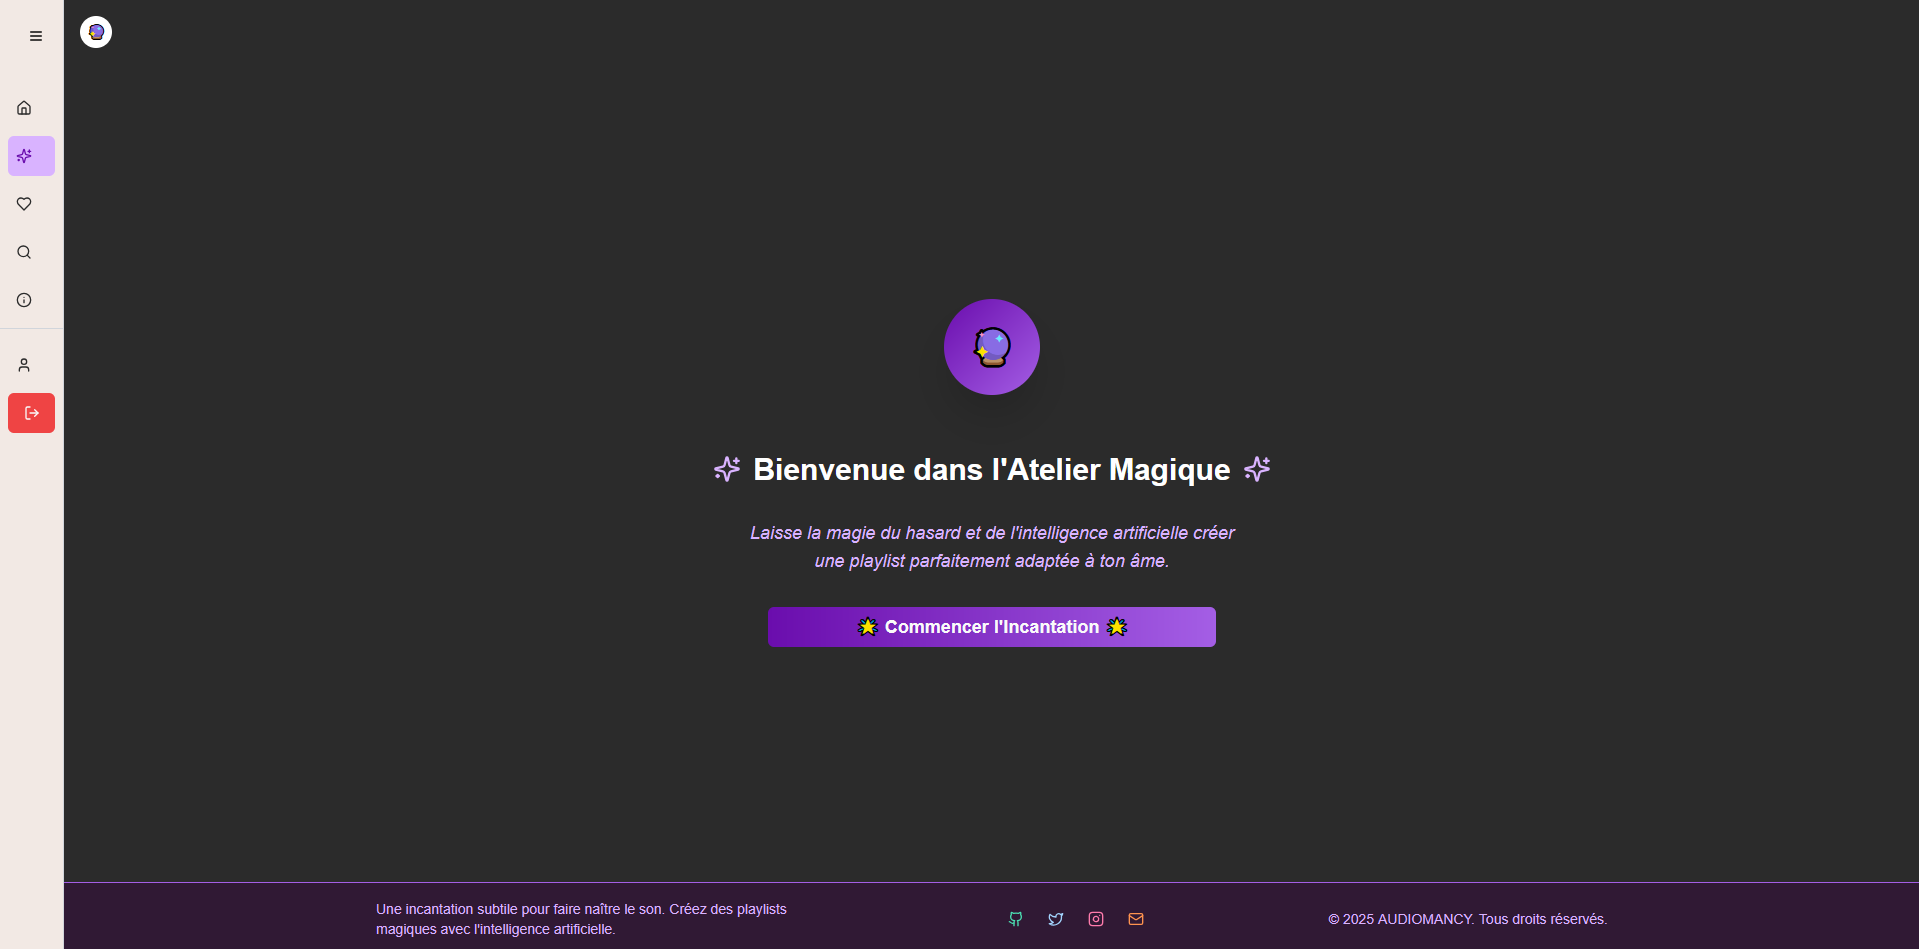 Bienvenue dans l'Atelier Magique
Laisse la magie du hasard et de l'intelligence artificielle créer
une playlist parfaitement adaptée à ton âme.
🌟 Commencer l'Incantation 🌟
Une incantation subtile pour faire naître le son. Créez des playlists
magiques avec l'intelligence artificielle.
© 2025 AUDIOMANCY. Tous droits réservés.